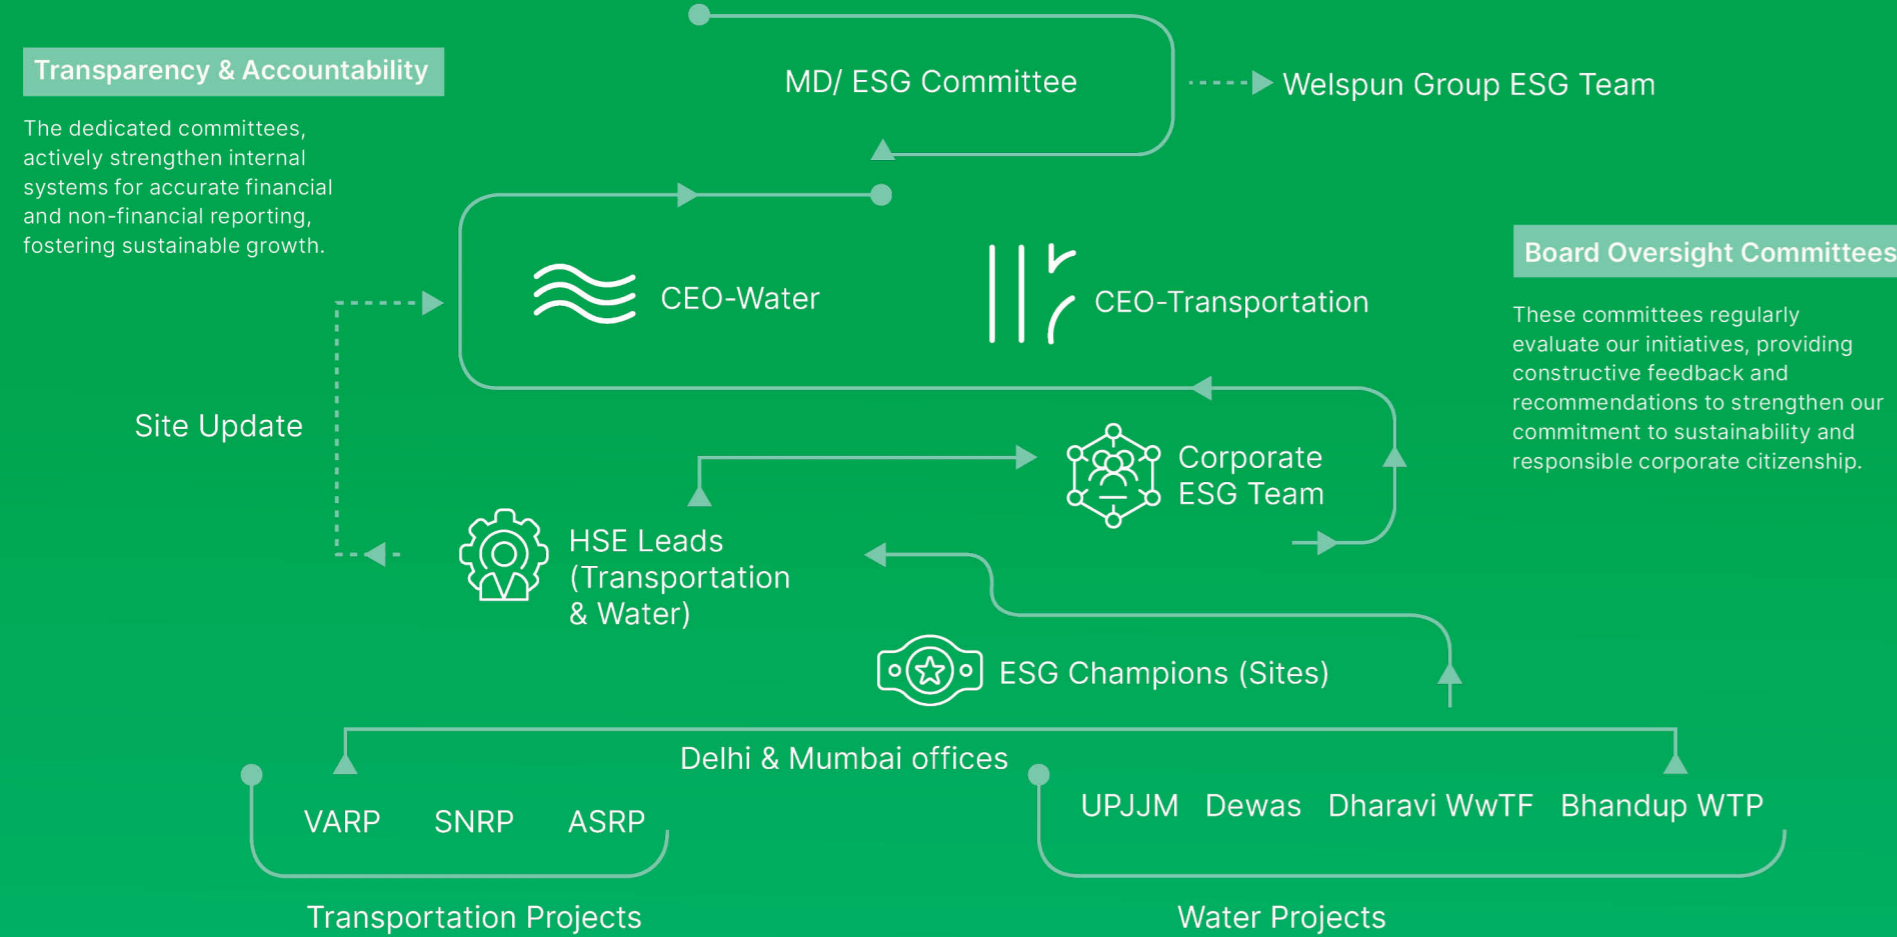 Transparency & Accountability
The dedicated committees,
actively strengthen internal
systems for accurate financial
and non-financial reporting,
fostering sustainable growth.
MD/ ESG Committee
Welspun Group ESG Team
CEO-Water
CEO-Transportation
Board Oversight Committees
These committees regularly
evaluate our initiatives, providing
constructive feedback and
recommendations to strengthen our
commitment to sustainability and
responsible corporate citizenship.
Site Update
Corporate
ESG Team
HSE Leads
(Transportation
& Water)
ESG Champions (Sites)
Delhi & Mumbai offices
VARP SNRP ASRP
UPJJM Dewas Dharavi WwTF Bhandup WTP
Transportation Projects
Water Projects